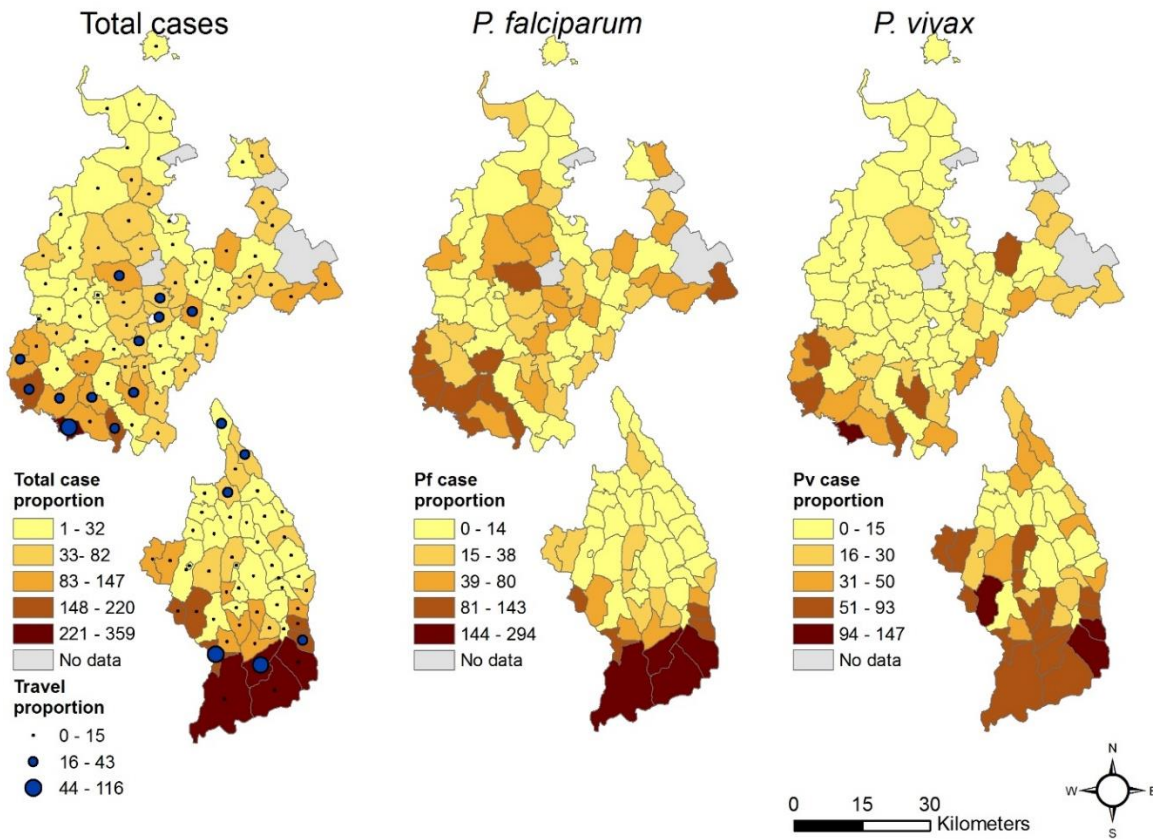 Total cases
P. falciparum
P. vivax
Total case
proportion
1 - 32
33- 82
83 - 147
148 - 220
221 - 359
No data
Travel
proportion
0 - 15
16 - 43
44 - 116
Pf case
proportion
0 - 14
15 - 38
39 - 80
81 - 143
144 - 294
No data
Pv case
proportion
0 - 15
16 - 30
31 - 50
51 - 93
94 - 147
No data
N
W E
S
0 15 30
Kilometers